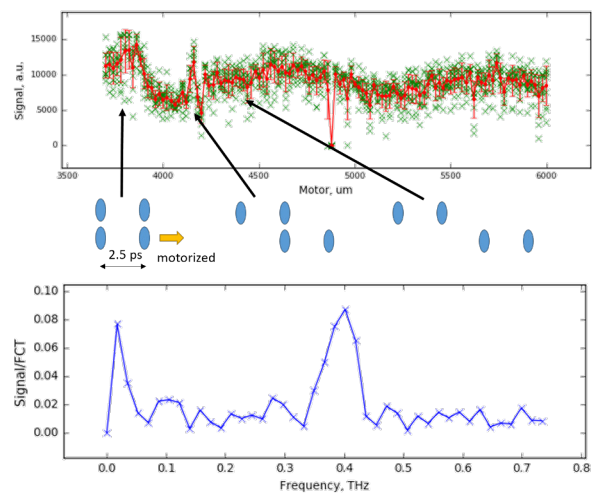 Signal, a.u.
15000
10000
5000
0
3500 4000 4500 5000 5500 6000
Motor, um
2.5 ps
motorized
Signal/FCT
0.10
0.08
0.06
0.04
0.02
0.00
0.0 0.1 0.2 0.3 0.4 0.5 0.6 0.7 0.8
Frequency, THz